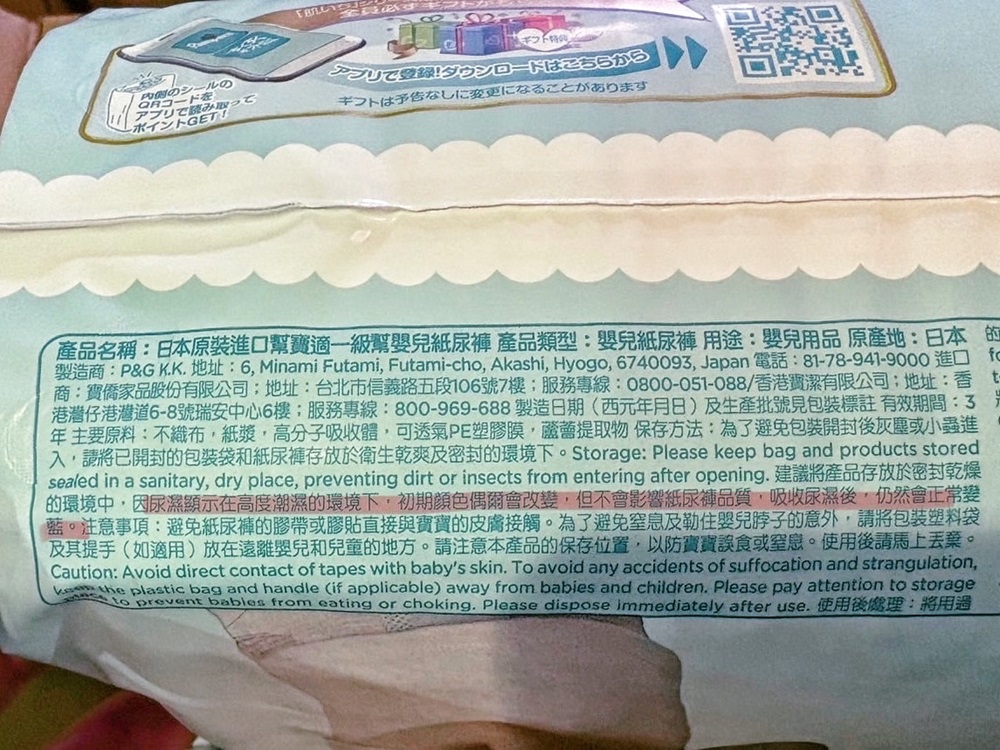 全員必ずギフトが
ギフト特典
アプリで登録!ダウンロードはこちらから
ギフトは予告なしに変更になることがあります
内側のシールの
QRコードを
アプリで読み取って
ポイントGET!
產品名稱：日本原裝進口幫寶適一級幫嬰兒紙尿褲 產品類型：嬰兒紙尿褲 用途：嬰兒用品 原產地：日本
製造商：P&G K.K. 地址：6, Minami Futami, Futami-cho, Akashi, Hyogo, 6740093, Japan 電話：81-78-941-9000 進口
商：寶僑家品股份有限公司；地址：台北市信義路五段106號7樓；服務專線：0800-051-088/香港寶潔有限公司；地址：香
港灣仔港灣道6-8號瑞安中心6樓；服務專線：800-969-688 製造日期（西元年月日）及生產批號見包裝標註 有效期間：3
年 主要原料：不織布，紙漿，高分子吸收體，可透氣PE塑膠膜，蘆薈提取物 保存方法：為了避免包裝開封後灰塵或小蟲進
入，請將已開封的包裝袋和紙尿褲存放於衛生乾爽及密封的環境下。Storage: Please keep bag and products stored
sealed in a sanitary, dry place, preventing dirt or insects from entering after opening. 建議將產品存放於密封乾燥
的環境中，因尿濕顯示在高度潮濕的環境下，初期顏色偶爾會改變，但不會影響紙尿褲品質，吸收尿濕後，仍然會正常變
藍。注意事項：避免紙尿褲的膠帶或膠貼直接與寶寶的皮膚接觸。為了避免窒息及勒住嬰兒脖子的意外，請將包裝塑料袋
及其提手（如適用）放在遠離嬰兒和兒童的地方。請注意本產品的保存位置，以防寶寶誤食或窒息。使用後請馬上丟棄。
Caution: Avoid direct contact of tapes with baby's skin. To avoid any accidents of suffocation and strangulation,
keep the plastic bag and handle (if applicable) away from babies and children. Please pay attention to storage
to prevent babies from eating or choking. Please dispose immediately after use. 使用後處理：將用過